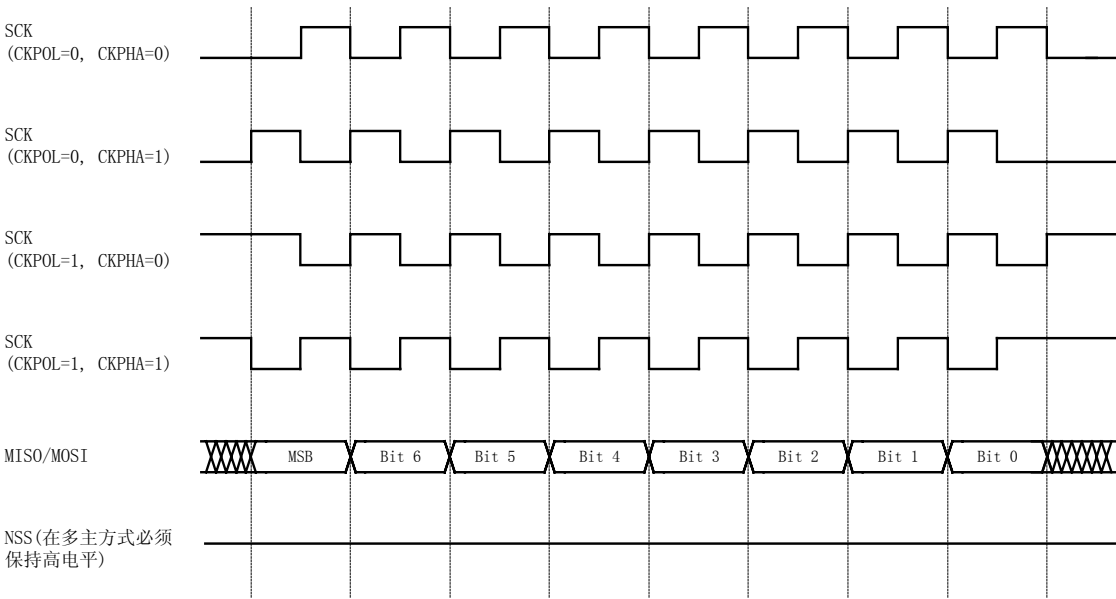 SCK
(CKPOL=0, CKPHA=0)
SCK
(CKPOL=0, CKPHA=1)
SCK
(CKPOL=1, CKPHA=0)
SCK
(CKPOL=1, CKPHA=1)
MISO/MOSI
MSB
Bit 6
Bit 5
Bit 4
Bit 3
Bit 2
Bit 1
Bit 0
NSS(在多主方式必须
保持高电平)